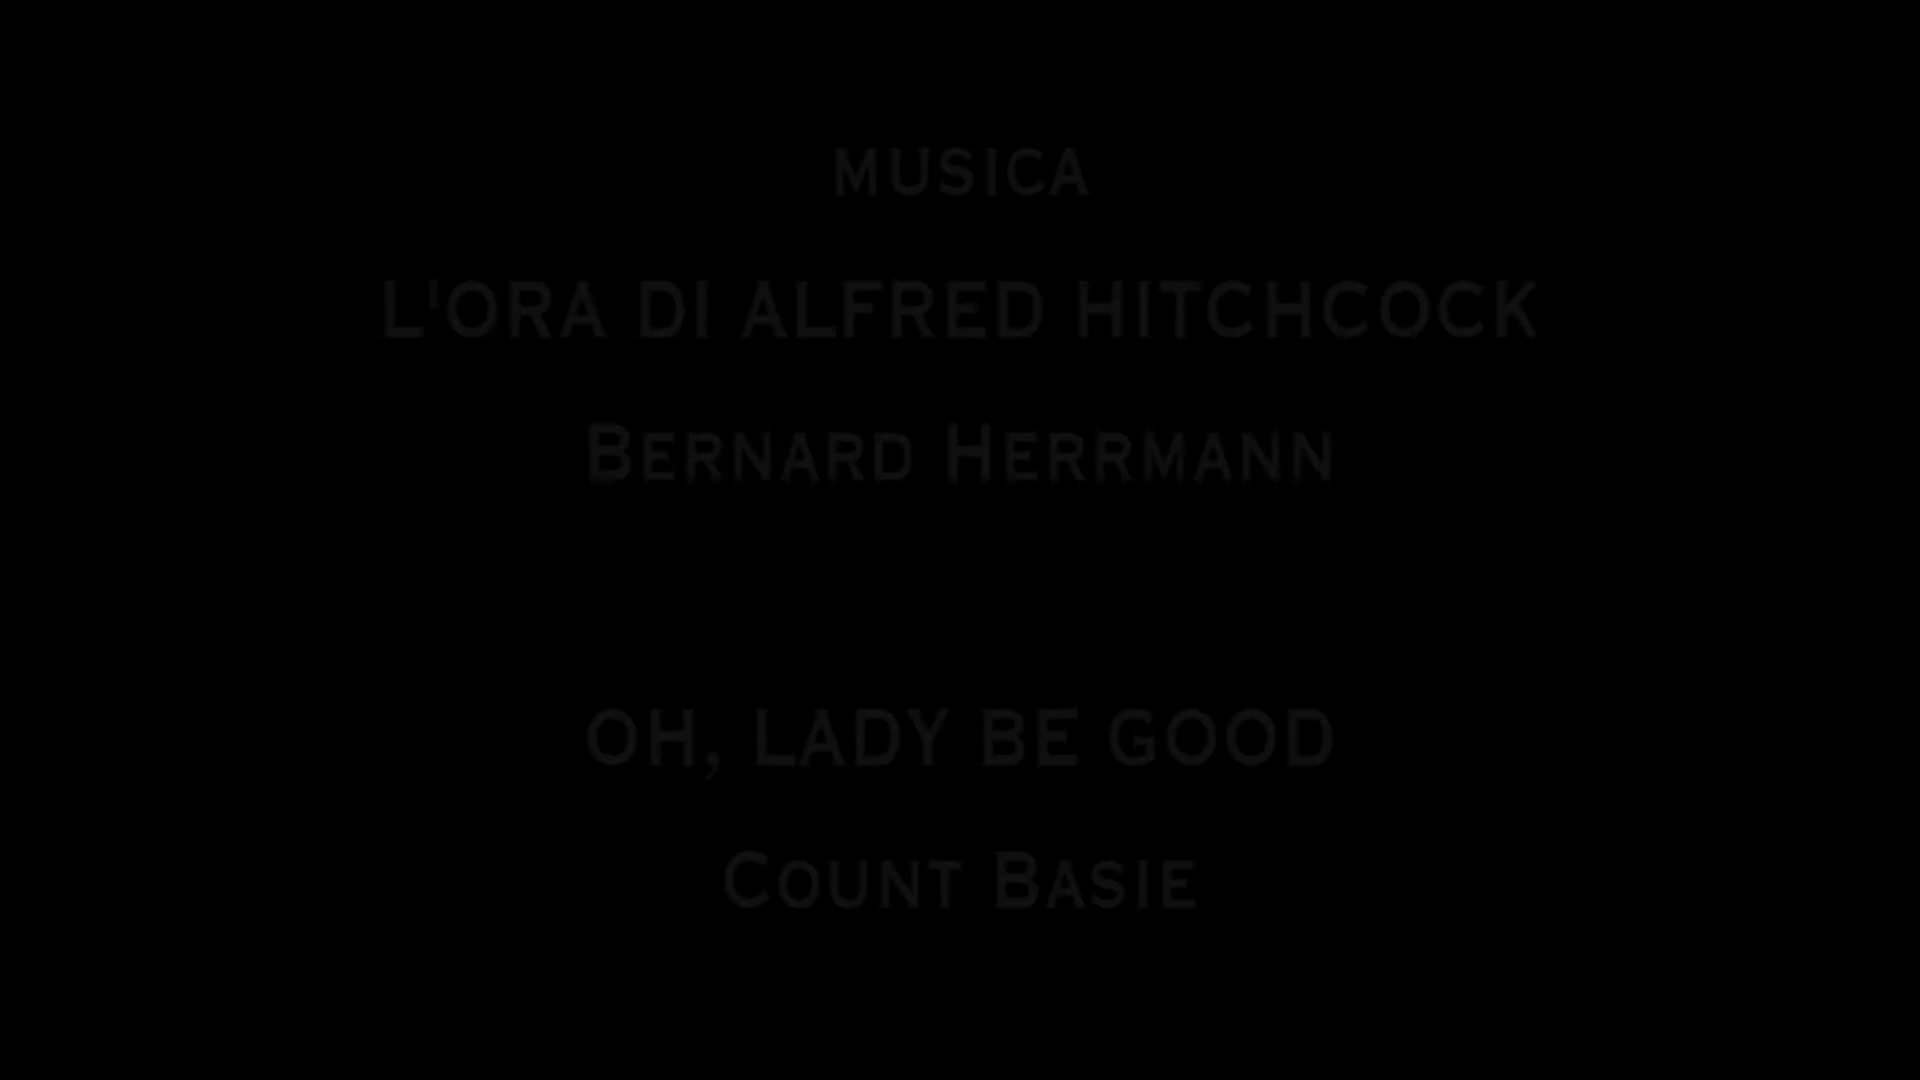 MUSICA
L'ORA DI ALFRED HITCHCOCK
BERNARD HERRMANN
OH, LADY BE GOOD
COUNT BASIE